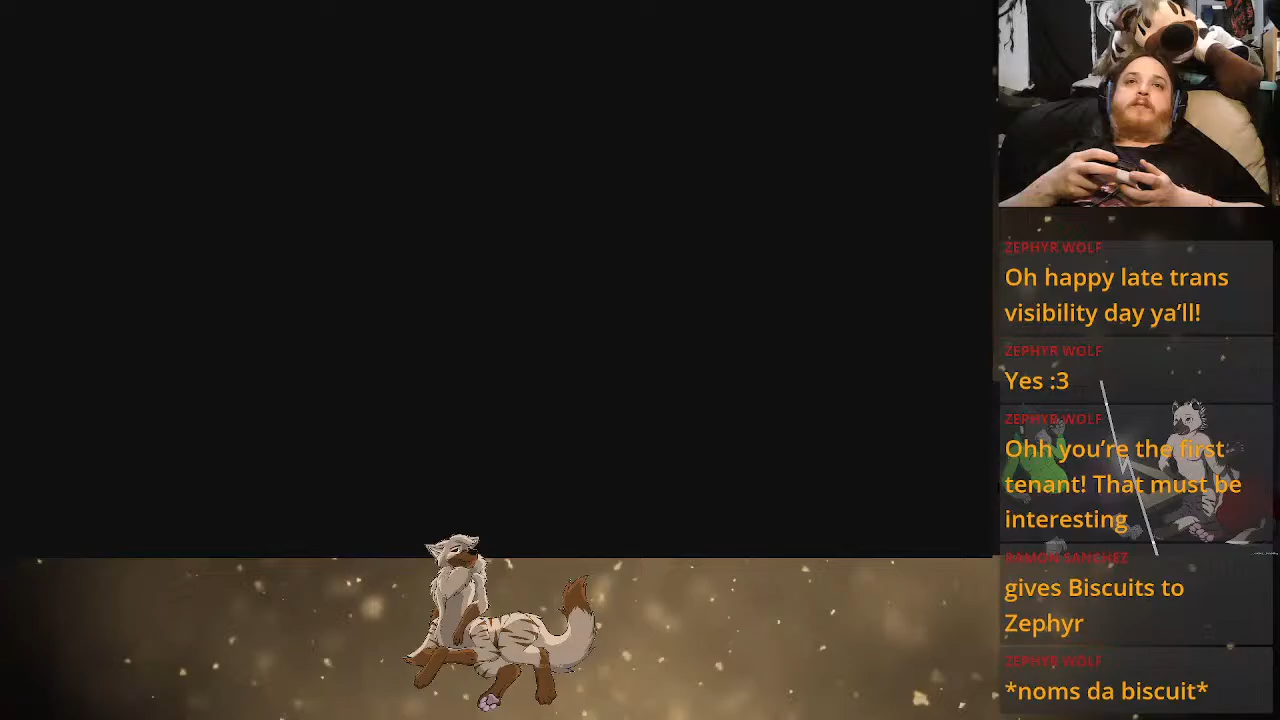 ZEPHYR WOLF
Oh happy late trans
visibility day ya’ll!
ZEPHYR WOLF
Yes :3
ZEPHYR WOLF
Ohh you’re the first
tenant! That must be
interesting
RAMON SANCHEZ
gives Biscuits to
Zephyr
ZEPHYR WOLF
*noms da biscuit*